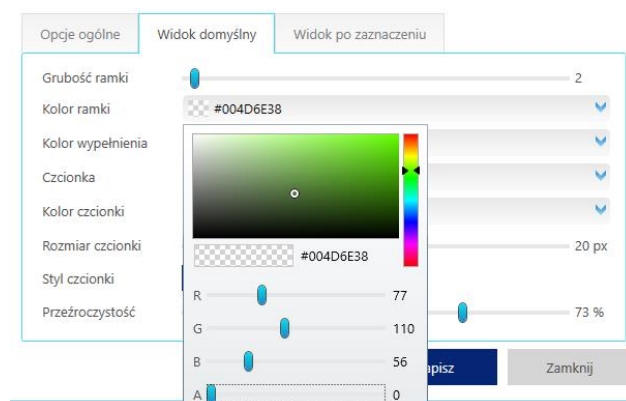 Opcje ogólne Widok domyślny Widok po zaznaczeniu
Grubość ramki 2
Kolor ramki #004D6E38
Kolor wypełnienia
Czcionka
Kolor czcionki
#004D6E38
Rozmiar czcionki 20 px
Styl czcionki
R 77
Przeźroczystość 73 %
G 110
B 56
Zamknij
A 0